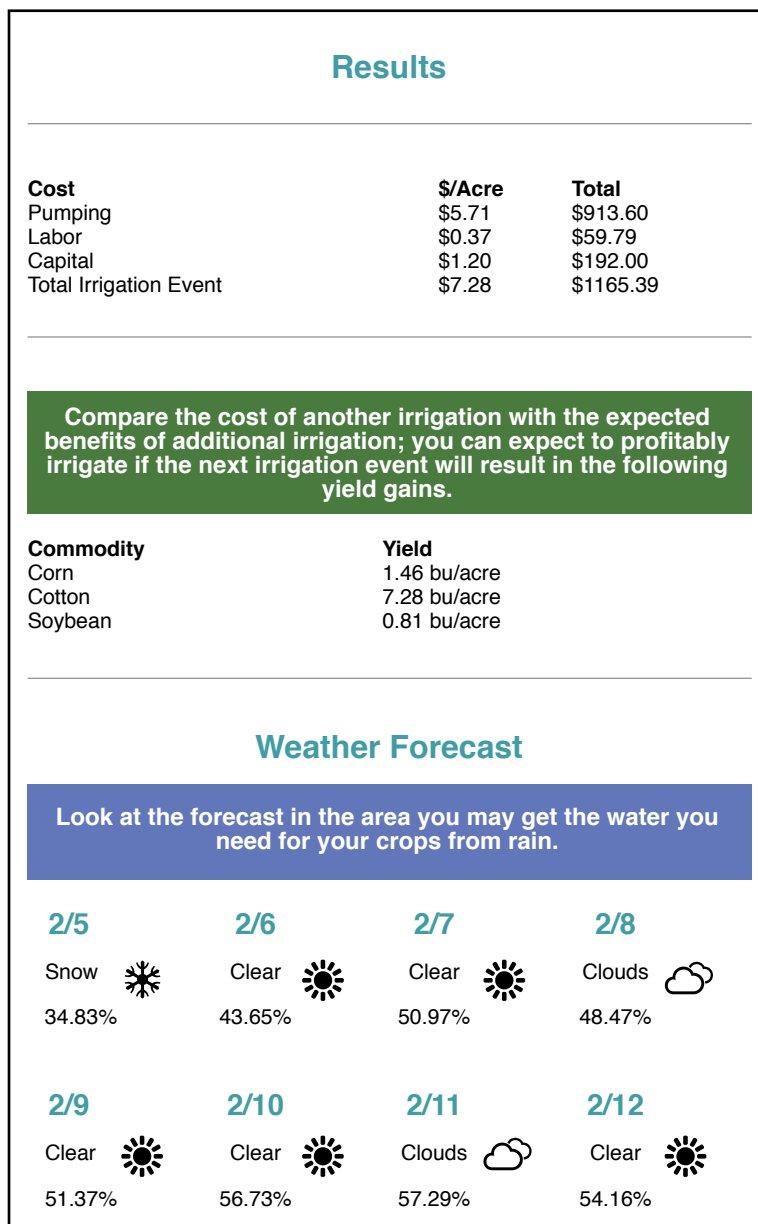 Results
Cost $/Acre Total
Pumping $5.71 $913.60
Labor $0.37 $59.79
Capital $1.20 $192.00
Total Irrigation Event $7.28 $1165.39
Compare the cost of another irrigation with the expected
benefits of additional irrigation; you can expect to profitably
irrigate if the next irrigation event will result in the following
yield gains.
Commodity Yield
Corn 1.46 bu/acre
Cotton 7.28 bu/acre
Soybean 0.81 bu/acre
Weather Forecast
Look at the forecast in the area you may get the water you
need for your crops from rain.
2/5 2/6 2/7 2/8
Snow Clear Clear Clouds
34.83% 43.65% 50.97% 48.47%
2/9 2/10 2/11 2/12
Clear Clear Clouds Clear
51.37% 56.73% 57.29% 54.16%